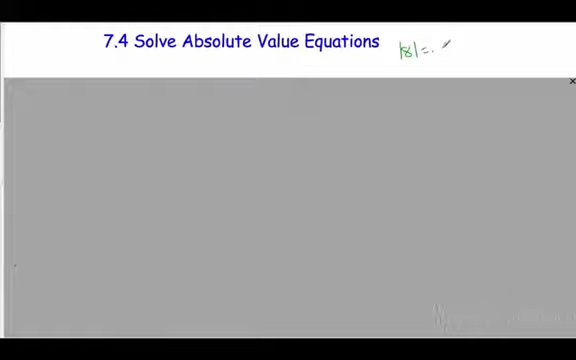 7.4 Solve Absolute Value Equations |8| =